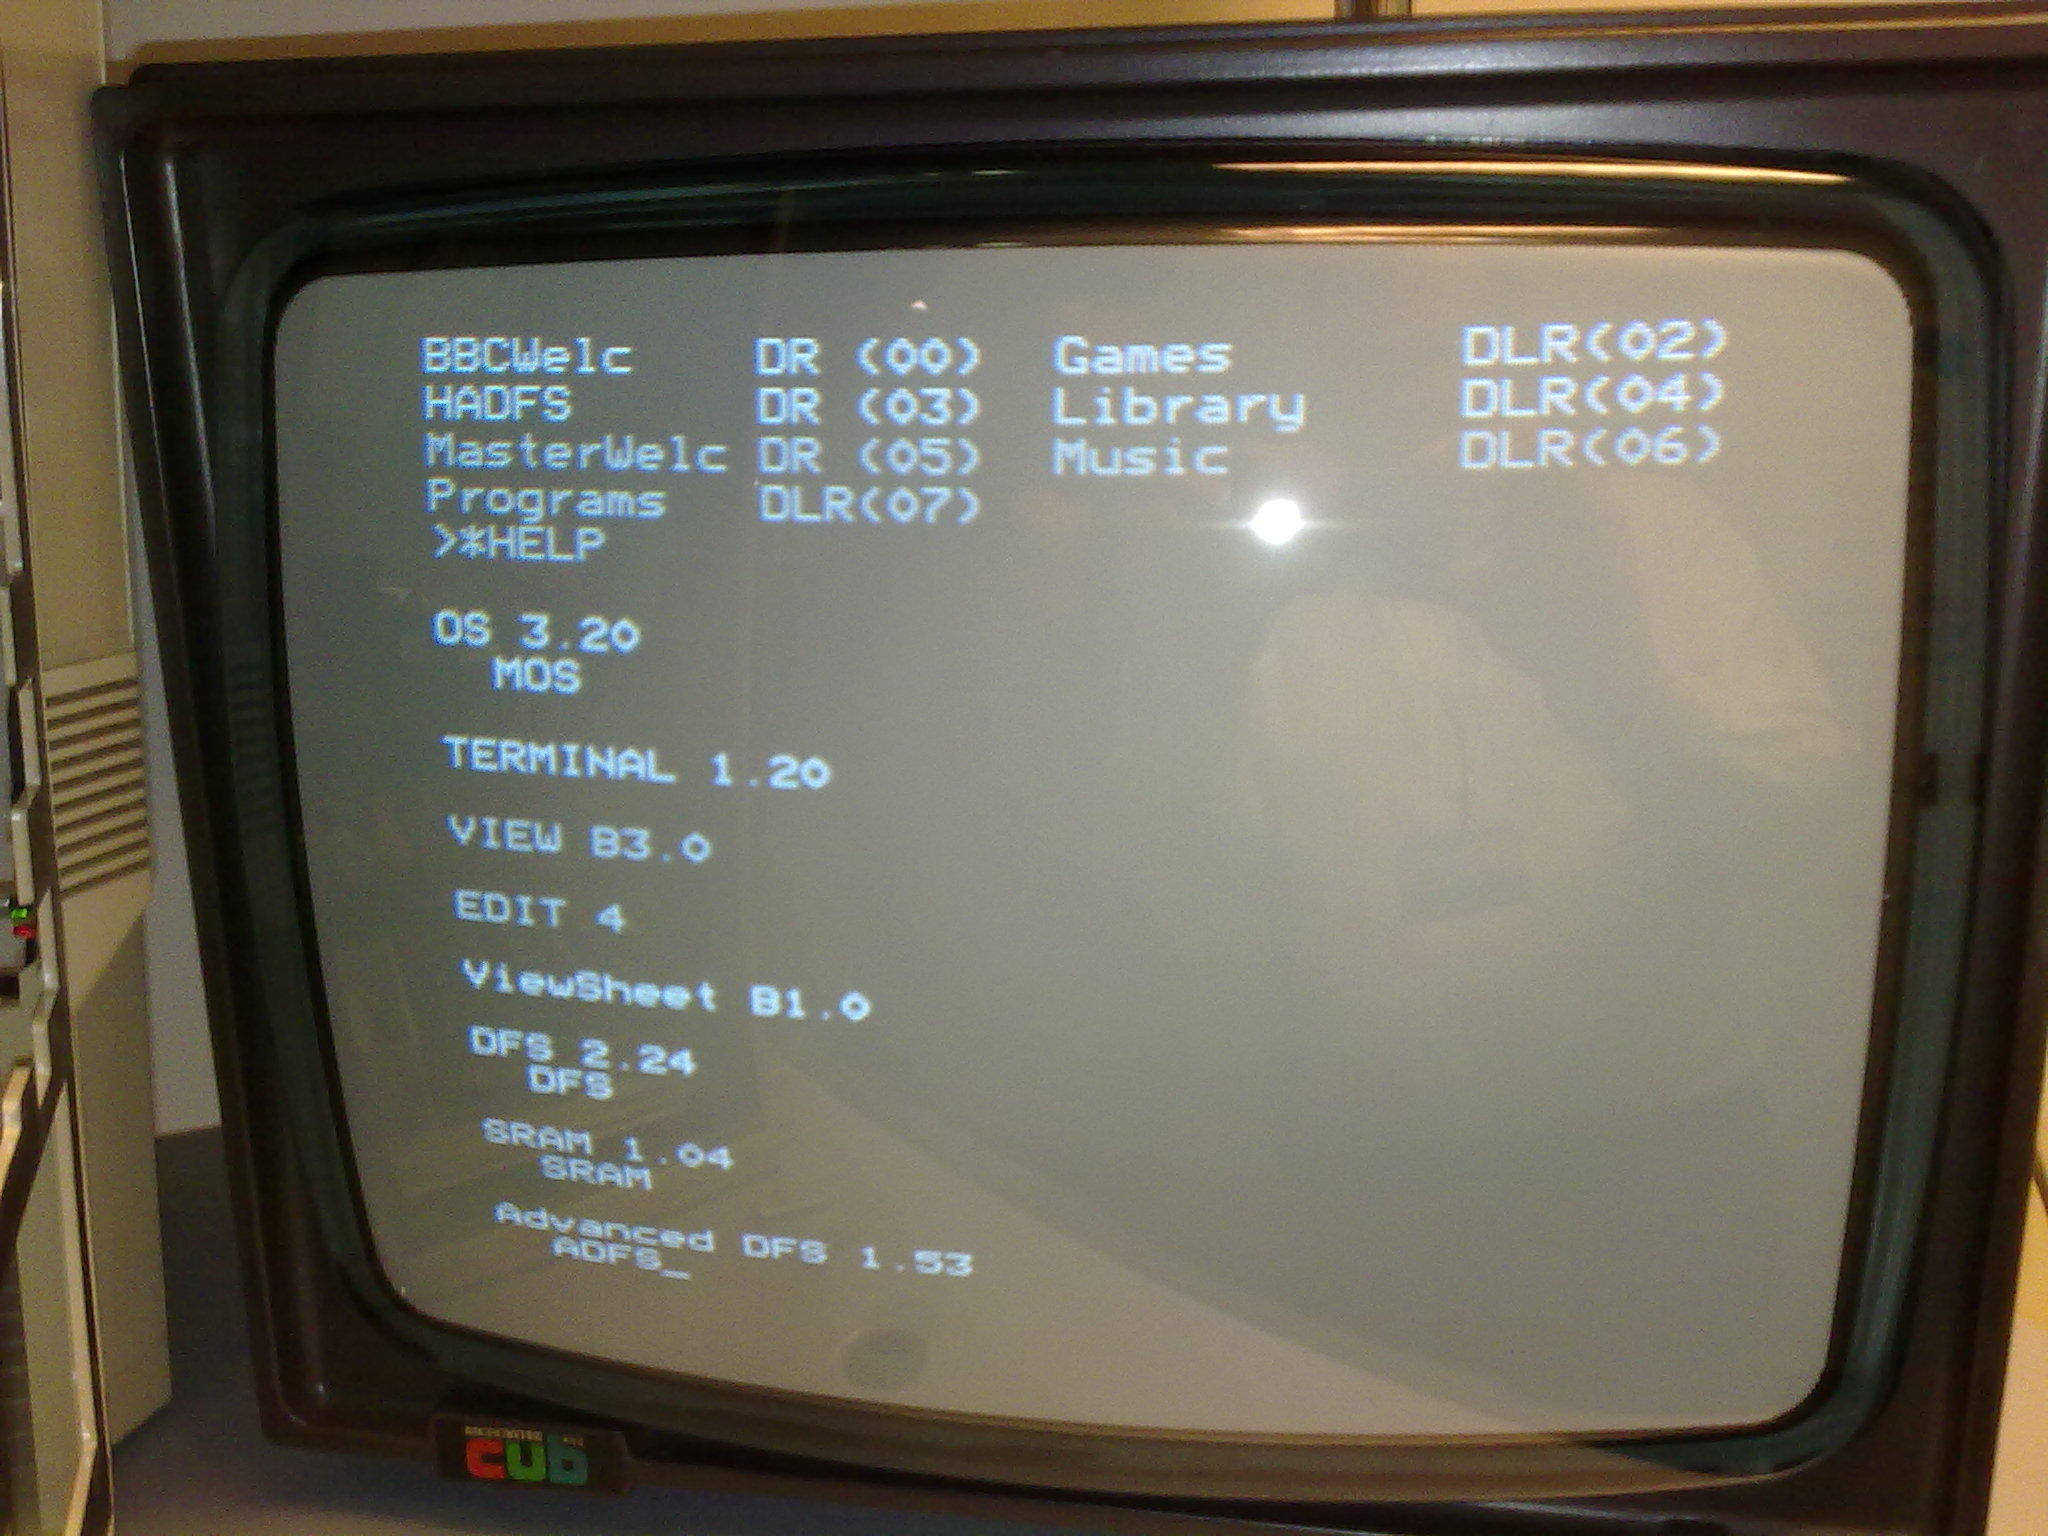 BBCWelc DR (00) Games DLR(02)
HADFS DR (03) Library DLR(04)
MasterWelc DR (05) Music DLR(06)
Programs DLR(07)
>*HELP
OS 3.20
MOS
TERMINAL 1.20
VIEW B3.0
EDIT 4
ViewSheet B1.0
DFS 2.24
DFS
SRAM 1.04
SRAM
Advanced DFS 1.53
ADFS_
cub